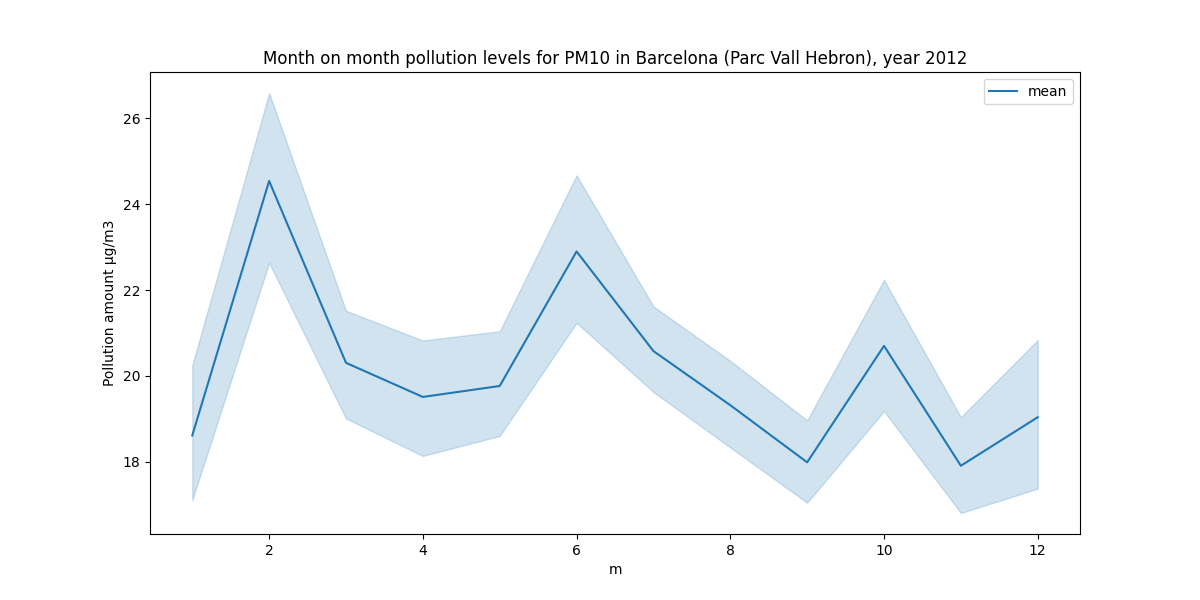 Month on month pollution levels for PM10 in Barcelona (Parc Vall Hebron), year 2012
mean
Pollution amount µg/m3
26
24
22
20
18
2 4 6 8 10 12
m